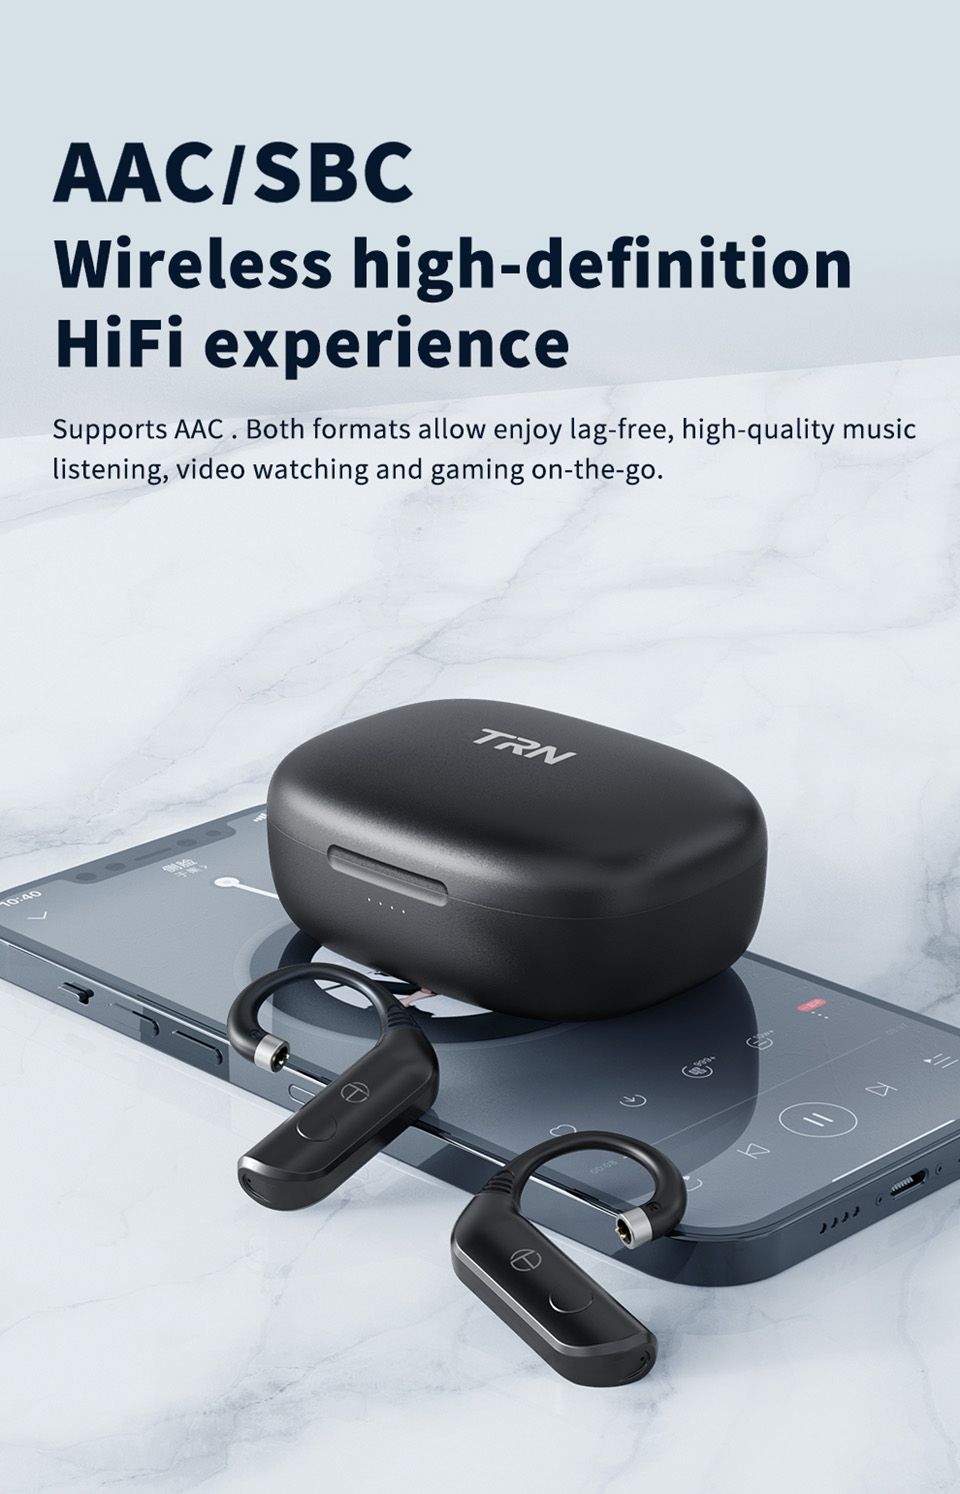 AAC/SBC
Wireless high-definition
HiFi experience
Supports AAC . Both formats allow enjoy lag-free, high-quality music
listening, video watching and gaming on-the-go.
TRN
10:40
999+